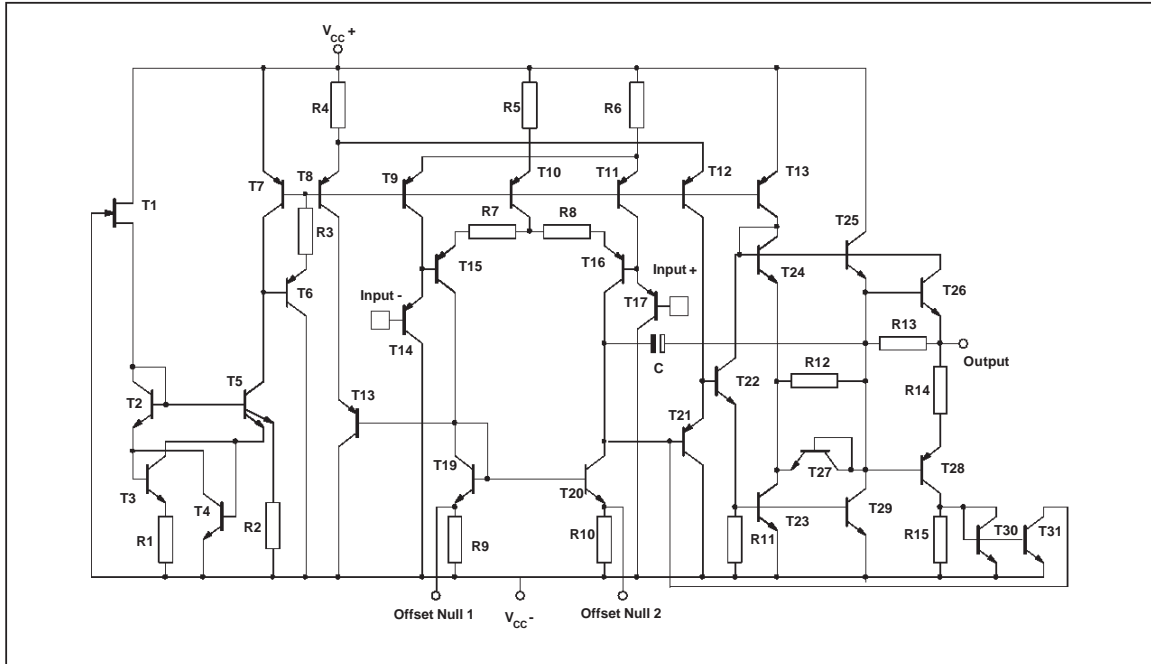 VCC+
R4
R5
R6
T7
T8
T9
T10
T11
T12
T13
T1
R3
R7
R8
T25
T15
T16
Input +
T24
T6
Input -
T17
T26
T14
R13
Output
C
R12
T5
T13
T22
R14
T2
T21
T19
T27
T28
T3
T20
T4
R2
T23
T29
T30
T31
R1
R9
R10
R11
R15
Offset Null 1
VCC-
Offset Null 2